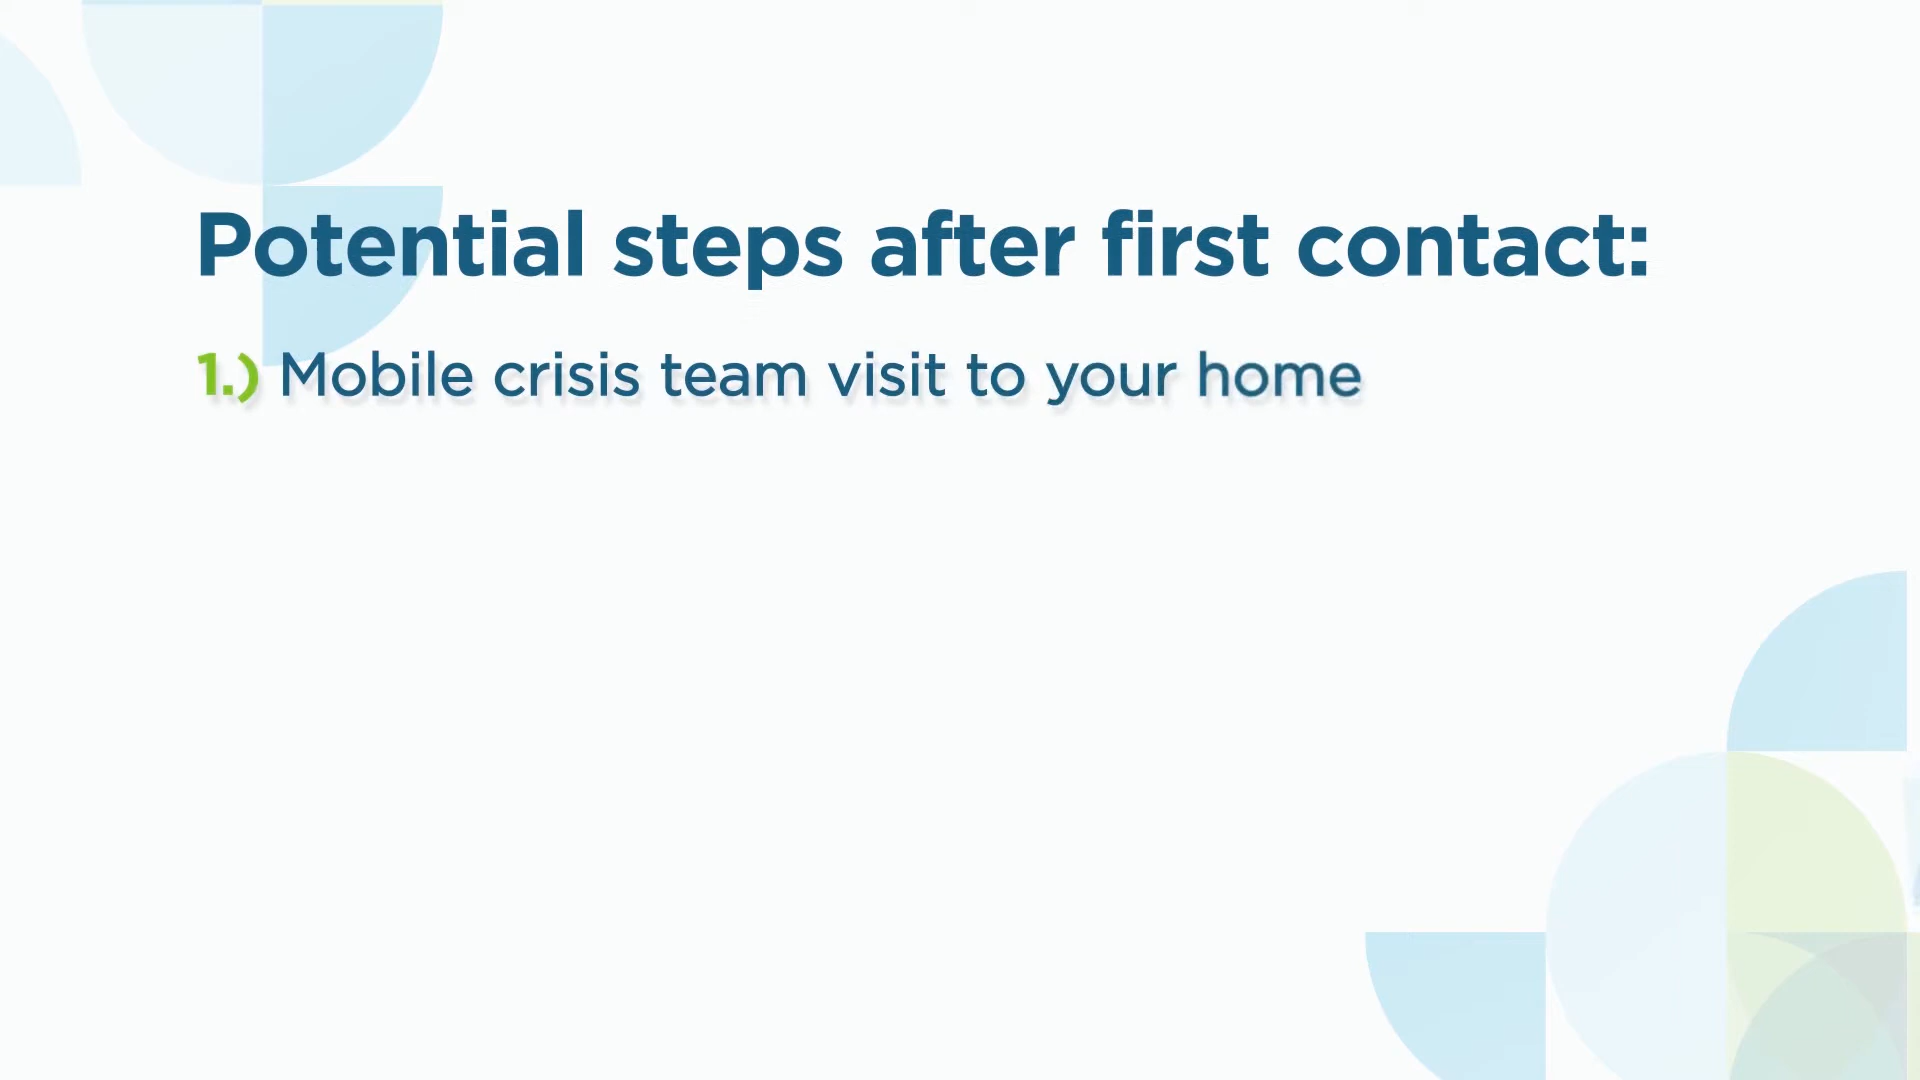 Potential steps after first contact:
1.) Mobile crisis team visit to your home